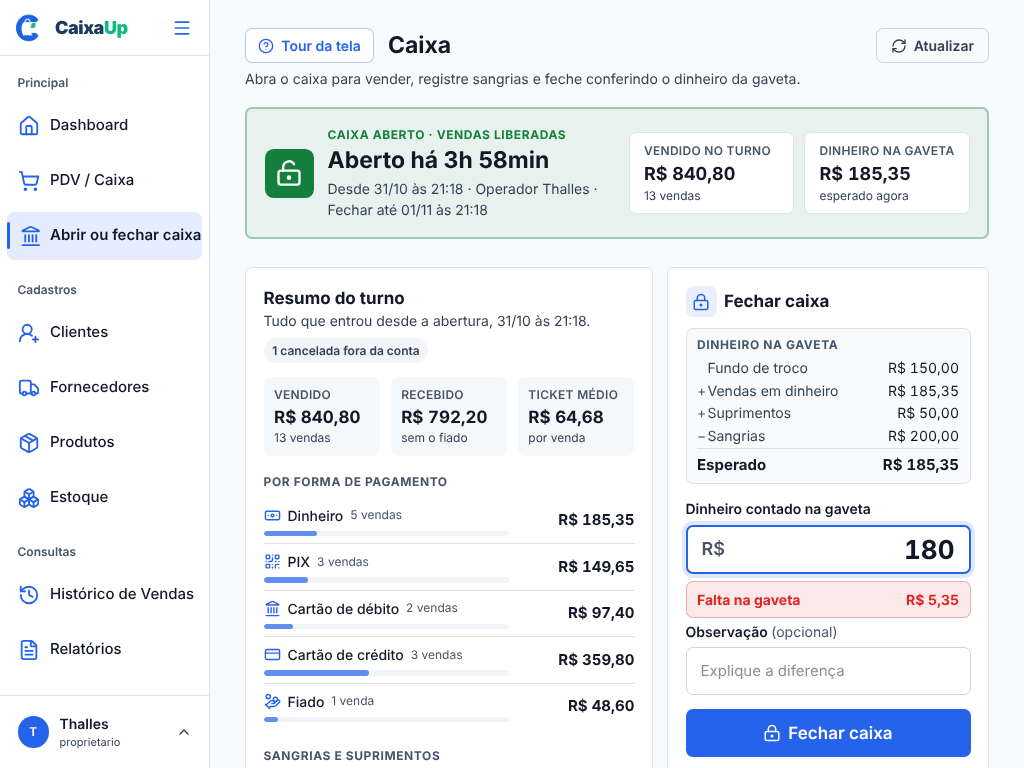 CaixaUp
Principal
Dashboard
PDV / Caixa
Abrir ou fechar caixa
Cadastros
Clientes
Fornecedores
Produtos
Estoque
Consultas
Histórico de Vendas
Relatórios
T
Thalles
proprietario
Tour da tela
Caixa
Atualizar
Abra o caixa para vender, registre sangrias e feche conferindo o dinheiro da gaveta.
CAIXA ABERTO · VENDAS LIBERADAS
Aberto há 3h 58min
Desde 31/10 às 21:18 · Operador Thalles ·
Fechar até 01/11 às 21:18
VENDIDO NO TURNO
R$ 840,80
13 vendas
DINHEIRO NA GAVETA
R$ 185,35
esperado agora
Resumo do turno
Tudo que entrou desde a abertura, 31/10 às 21:18.
1 cancelada fora da conta
VENDIDO
R$ 840,80
13 vendas
RECEBIDO
R$ 792,20
sem o fiado
TICKET MÉDIO
R$ 64,68
por venda
POR FORMA DE PAGAMENTO
Dinheiro 5 vendas R$ 185,35
PIX 3 vendas R$ 149,65
Cartão de débito 2 vendas R$ 97,40
Cartão de crédito 3 vendas R$ 359,80
Fiado 1 venda R$ 48,60
SANGRIAS E SUPRIMENTOS
Fechar caixa
DINHEIRO NA GAVETA
Fundo de troco R$ 150,00
+ Vendas em dinheiro R$ 185,35
+ Suprimentos R$ 50,00
− Sangrias R$ 200,00
Esperado R$ 185,35
Dinheiro contado na gaveta
R$ 180
Falta na gaveta R$ 5,35
Observação (opcional)
Explique a diferença
Fechar caixa